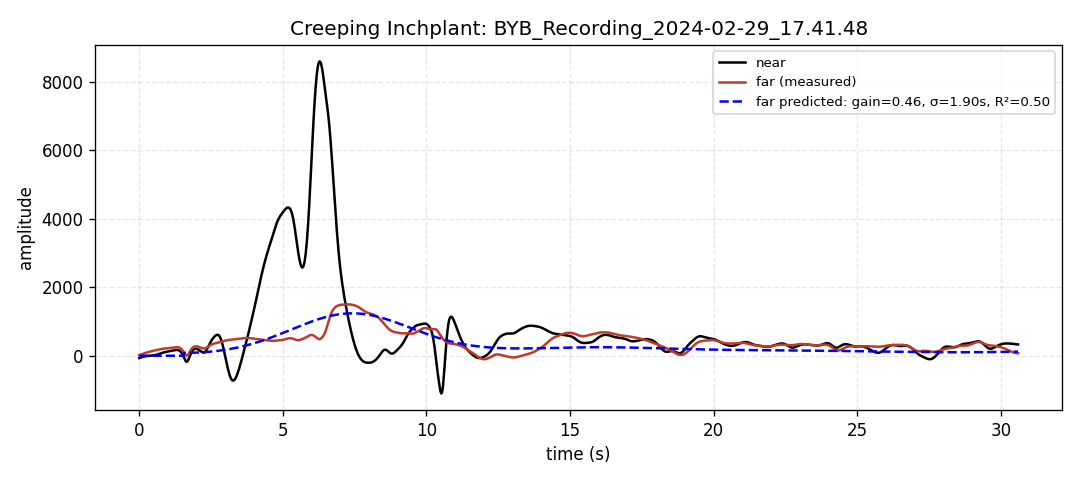 Creeping Inchplant: BYB_Recording_2024-02-29_17.41.48
near
far (measured)
far predicted: gain=0.46, σ=1.90s, R²=0.50
amplitude
8000
6000
4000
2000
0
0 5 10 15 20 25 30
time (s)